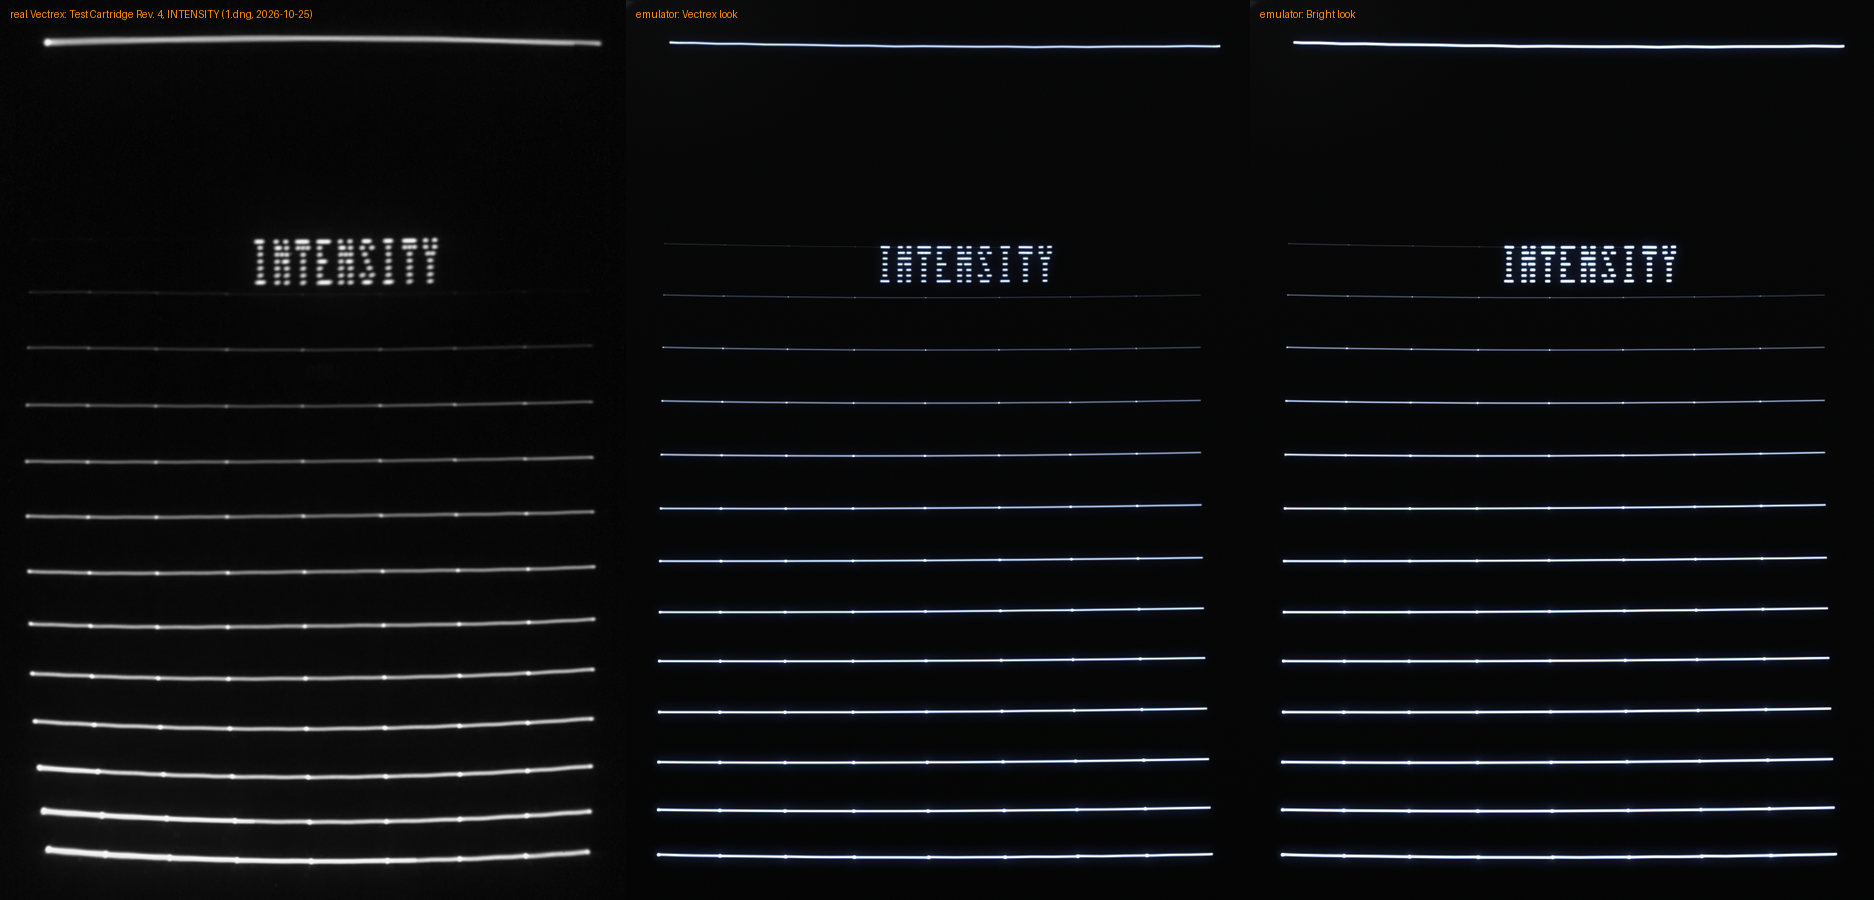 real Vectrex: Test Cartridge Rev. 4, INTENSITY (1.dng, 2026-10-25)
emulator: Vectrex look
emulator: Bright look
INTENSITY
INTENSITY
INTENSITY